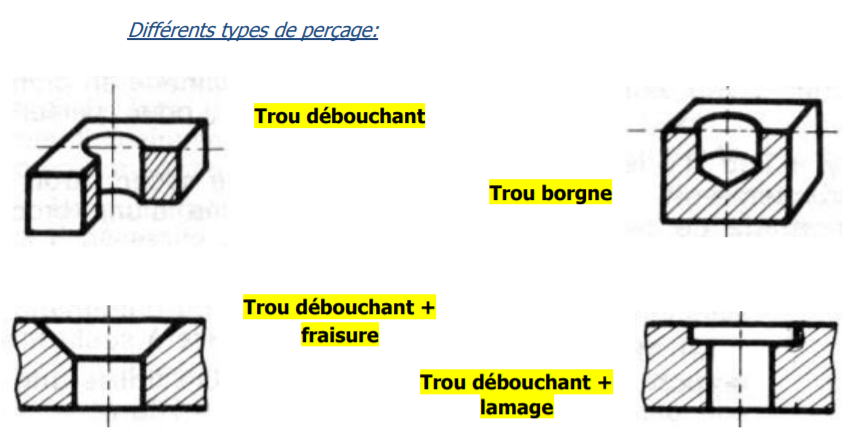 Différents types de perçage:
Trou débouchant
Trou borgne
Trou débouchant +
fraisure
Trou débouchant +
lamage